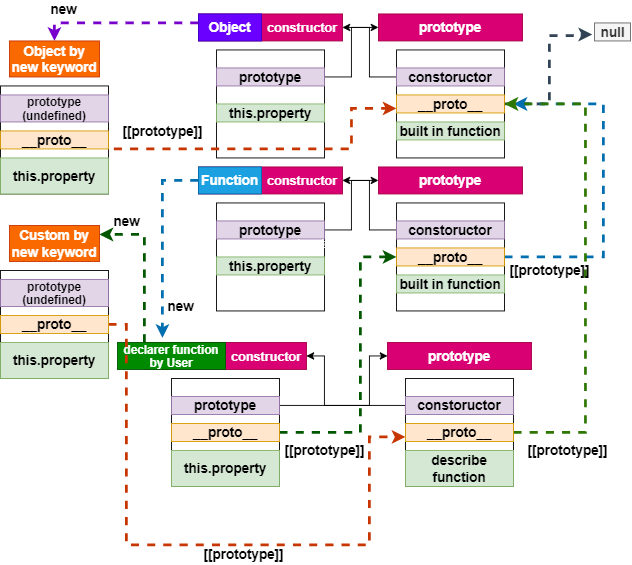 new
Object
constructor
prototype
null
Object by
new keyword
prototype
constoructor
prototype
(undefined)
__proto__
[[prototype]]
this.property
__proto__
built in function
this.property
Function
constructor
prototype
new
Custom by
new keyword
prototype
constoructor
__proto__
this.property
[[prototype]]
built in function
prototype
(undefined)
new
__proto__
this.property
declarer function
by User
constructor
prototype
prototype
constoructor
__proto__
__proto__
[[prototype]]
[[prototype]]
this.property
describe
function
[[prototype]]